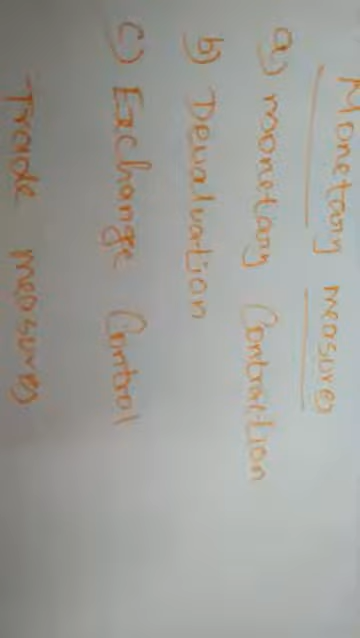 Monetary measures
a) monetary Contraction
b) Devaluation
c) Exchange Control
Trade measures